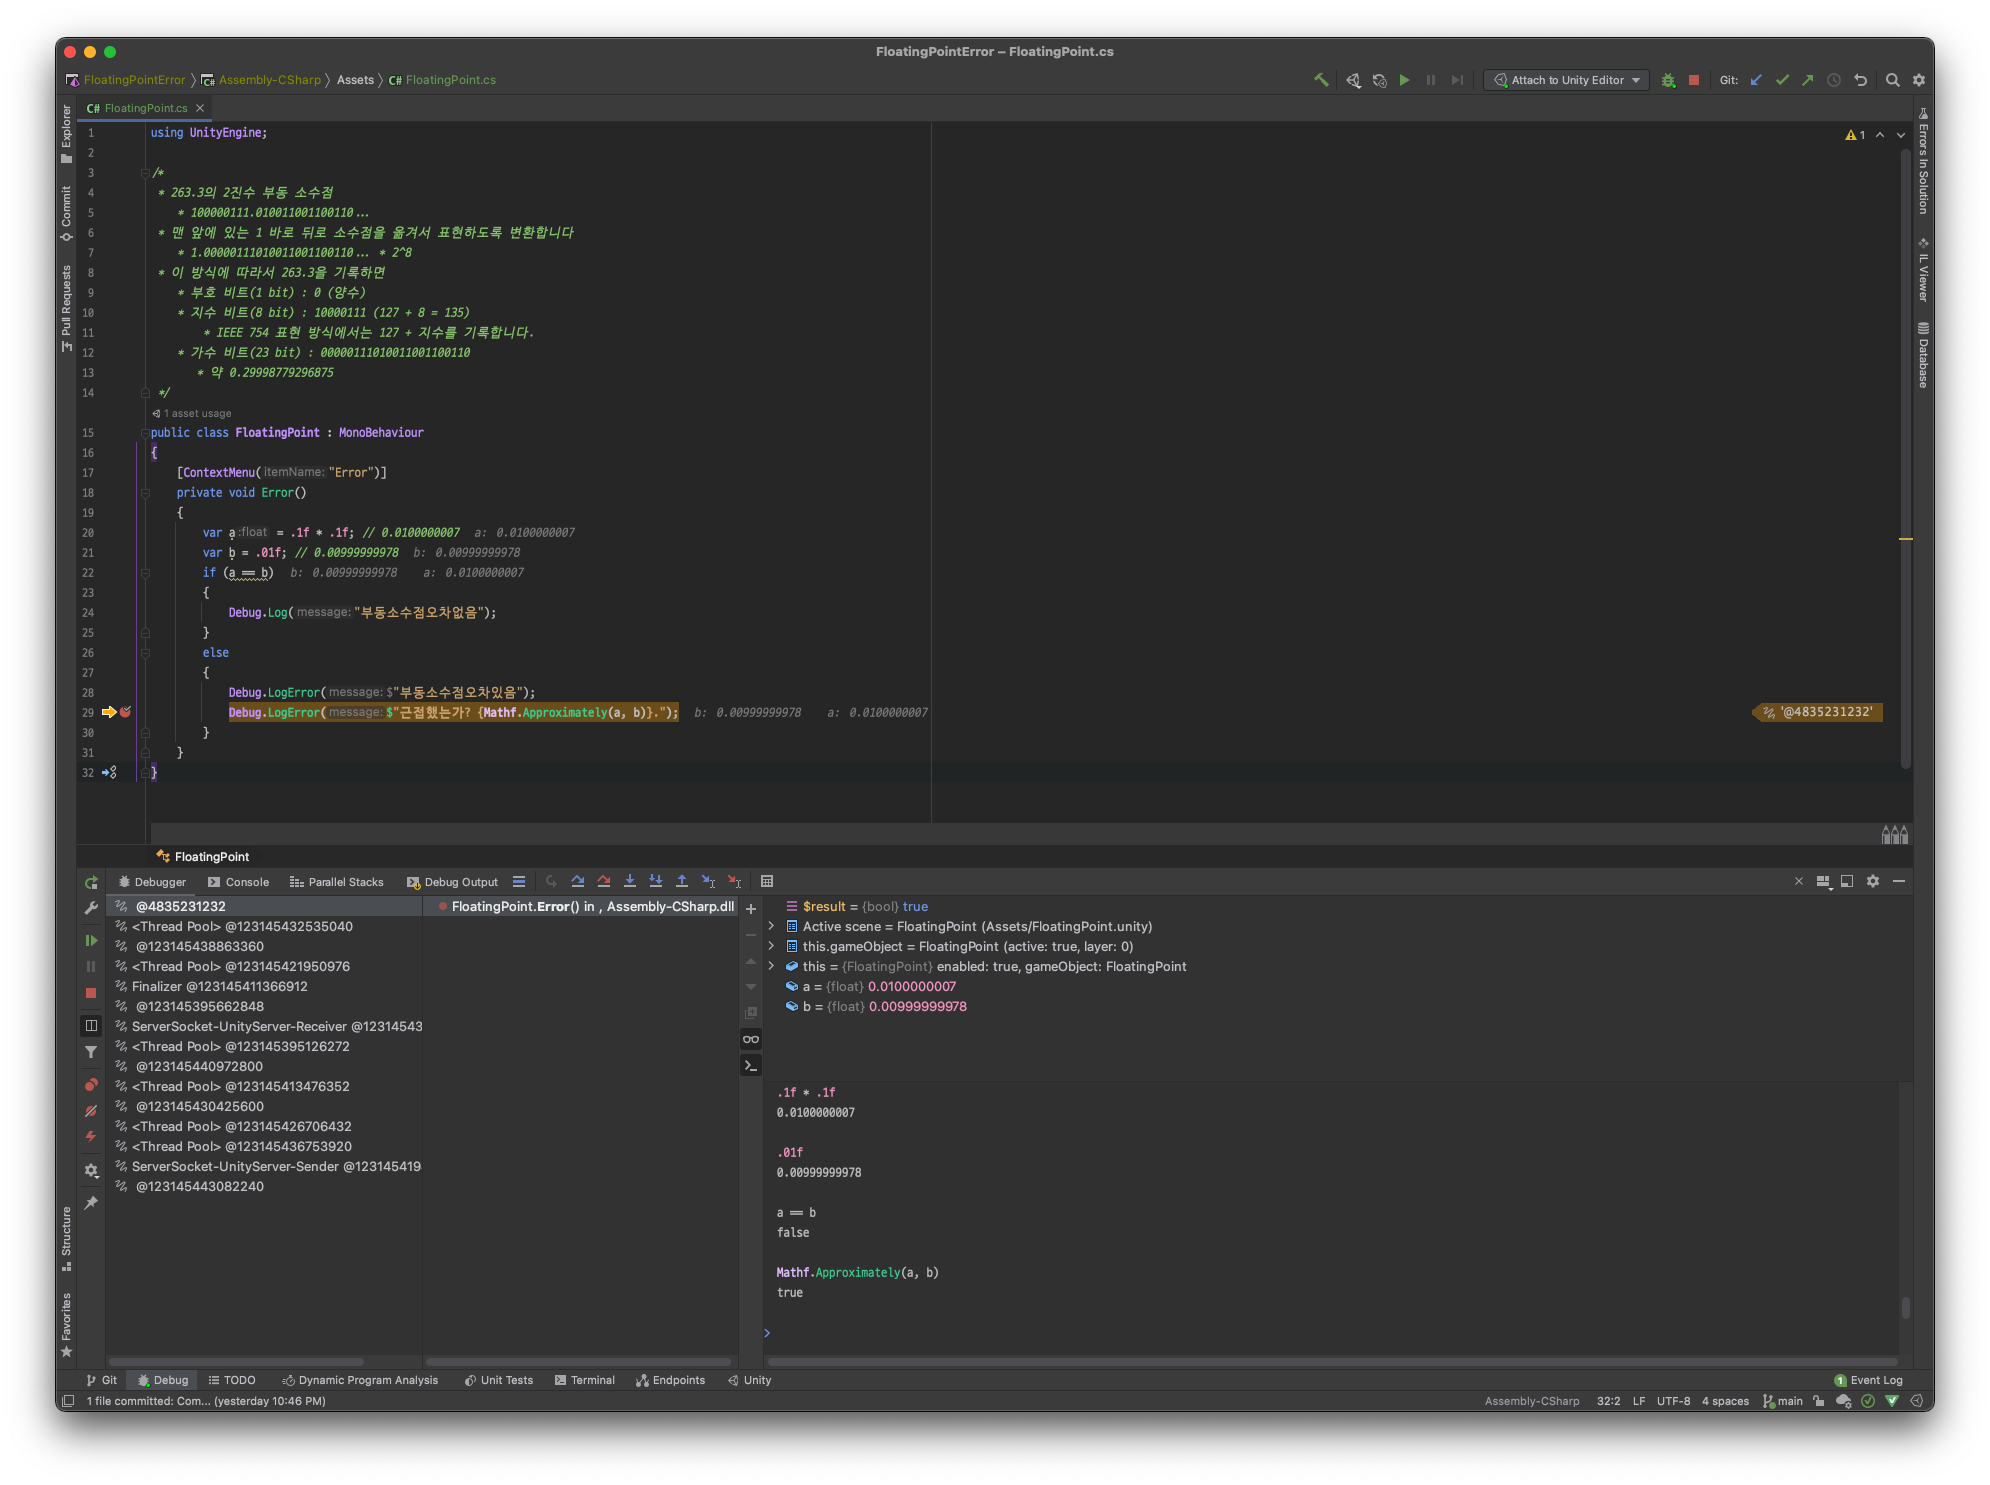 FloatingPointError – FloatingPoint.cs
FloatingPointError
Assembly-CSharp
Assets
C# FloatingPoint.cs
Attach to Unity Editor
Git:
C# FloatingPoint.cs
Explorer
Commit
Pull Requests
Structure
Favorites
Errors In Solution
IL Viewer
Database
1
1 using UnityEngine;
2
3 /*
4 * 263.3의 2진수 부동 소수점
5 * 100000111.010011001100110...
6 * 맨 앞에 있는 1 바로 뒤로 소수점을 옮겨서 표현하도록 변환합니다
7 * 1.00000111010011001100110... * 2^8
8 * 이 방식에 따라서 263.3을 기록하면
9 * 부호 비트(1 bit) : 0 (양수)
10 * 지수 비트(8 bit) : 10000111 (127 + 8 = 135)
11 * IEEE 754 표현 방식에서는 127 + 지수를 기록합니다.
12 * 가수 비트(23 bit) : 00000111010011001100110
13 * 약 0.29998779296875
14 */
1 asset usage
15 public class FloatingPoint : MonoBehaviour
16 {
17 [ContextMenu( itemName: "Error")]
18 private void Error()
19 {
20 var a :float = .1f * .1f; // 0.0100000007 a: 0.0100000007
21 var b = .01f; // 0.00999999978 b: 0.00999999978
22 if (a == b) b: 0.00999999978 a: 0.0100000007
23 {
24 Debug.Log( message: "부동소수점오차없음");
25 }
26 else
27 {
28 Debug.LogError( message: $"부동소수점오차있음");
29 Debug.LogError( message: $"근접했는가? {Mathf.Approximately(a, b)}."); b: 0.00999999978 a: 0.0100000007
'@4835231232'
30 }
31 }
32 }
FloatingPoint
Debugger
Console
Parallel Stacks
Debug Output
@4835231232
<Thread Pool> @123145432535040
@123145438863360
<Thread Pool> @123145421950976
Finalizer @123145411366912
@123145395662848
ServerSocket-UnityServer-Receiver @12314543
<Thread Pool> @123145395126272
@123145440972800
<Thread Pool> @123145413476352
@123145430425600
<Thread Pool> @123145426706432
<Thread Pool> @123145436753920
ServerSocket-UnityServer-Sender @123145419
@123145443082240
FloatingPoint.Error() in , Assembly-CSharp.dll
$result = {bool} true
Active scene = FloatingPoint (Assets/FloatingPoint.unity)
this.gameObject = FloatingPoint (active: true, layer: 0)
this = {FloatingPoint} enabled: true, gameObject: FloatingPoint
a = {float} 0.0100000007
b = {float} 0.00999999978
.1f * .1f
0.0100000007
.01f
0.00999999978
a == b
false
Mathf.Approximately(a, b)
true
Git
Debug
TODO
Dynamic Program Analysis
Unit Tests
Terminal
Endpoints
Unity
1 Event Log
1 file committed: Com... (yesterday 10:46 PM)
Assembly-CSharp
32:2
LF
UTF-8
4 spaces
main